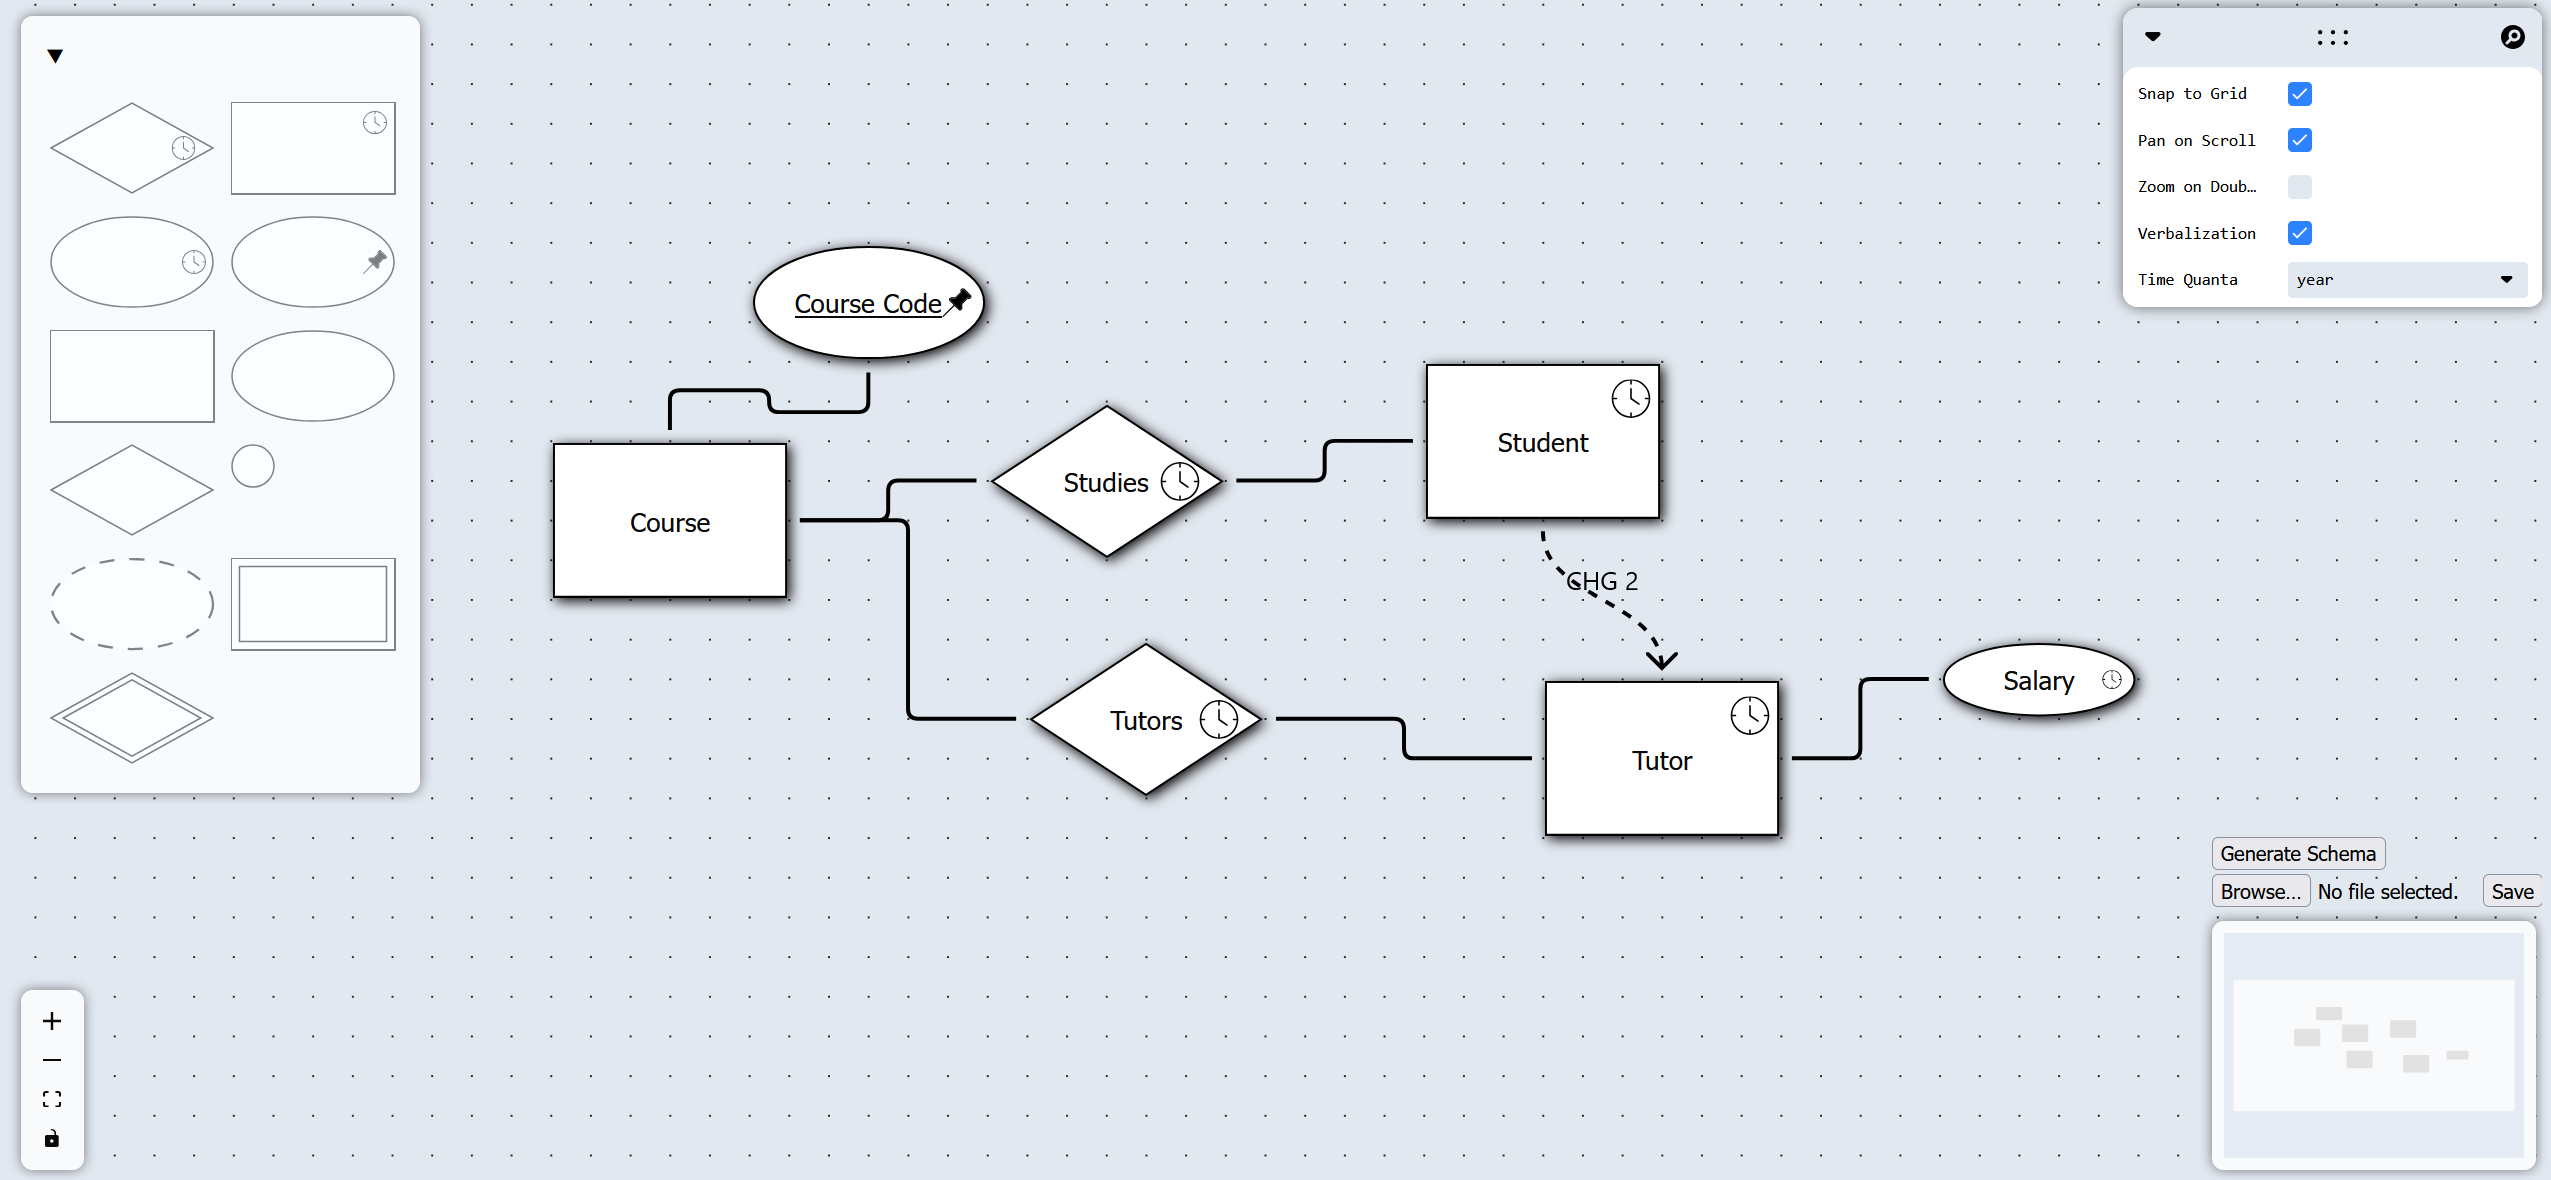 Snap to Grid
Pan on Scroll
Zoom on Doub…
Verbalization
Time Quanta year
Course Code
Student
Studies
Course
CHG 2
Salary
Tutors
Tutor
Generate Schema
Browse... No file selected. Save